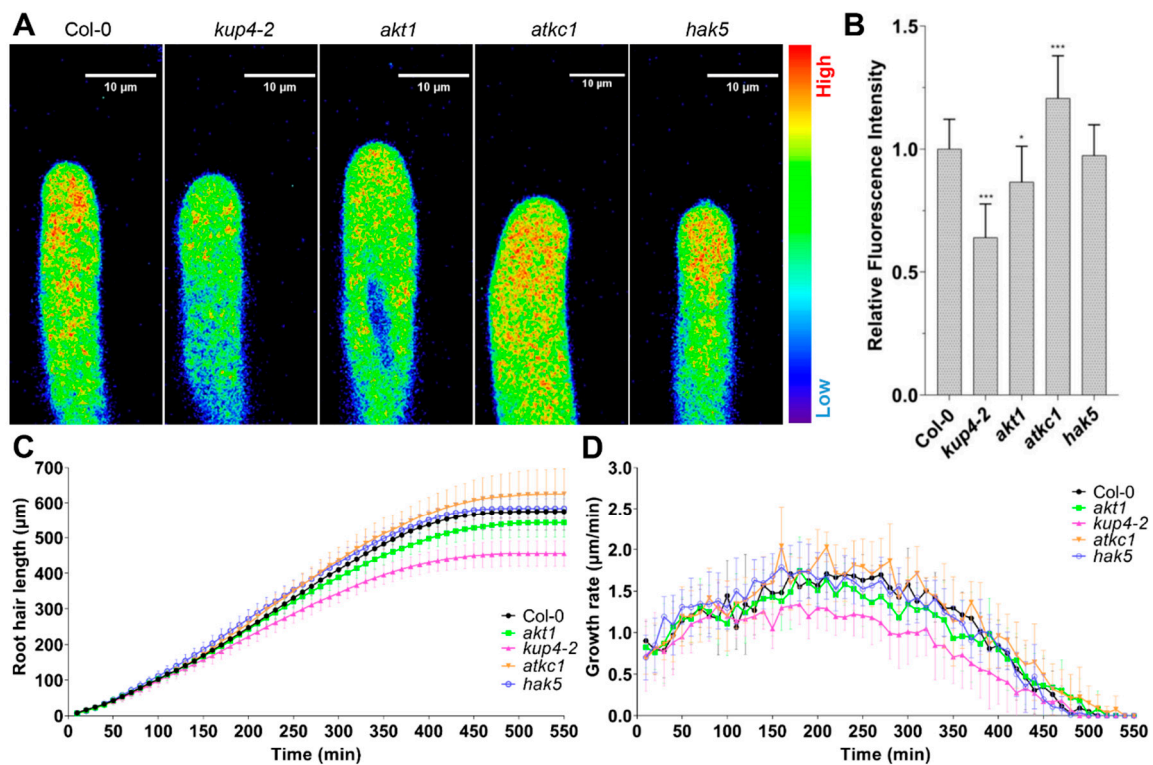 A
Col-0
kup4-2
akt1
atkc1
hak5
10 µm
10 µm
10 µm
10 µm
10 µm
High
Low
B
Relative Fluorescence Intensity
1.5
1.0
0.5
0.0
***
*
***
Col-0
kup4-2
akt1
atkc1
hak5
C
Root hair length (µm)
700
600
500
400
300
200
100
0
0 50 100 150 200 250 300 350 400 450 500 550
Time (min)
Col-0
akt1
kup4-2
atkc1
hak5
D
Growth rate (µm/min)
3.0
2.5
2.0
1.5
1.0
0.5
0.0
0 50 100 150 200 250 300 350 400 450 500 550
Time (min)
Col-0
akt1
kup4-2
atkc1
hak5